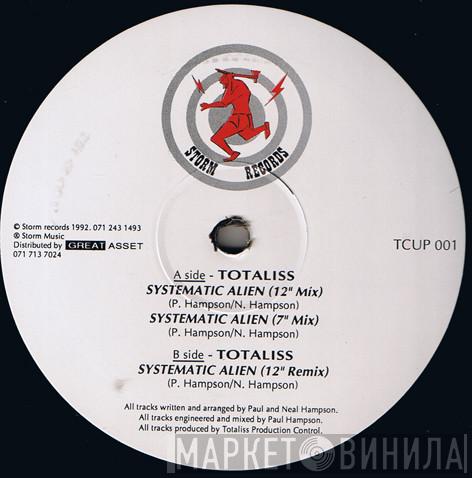 STORM RECORDS
© Storm records 1992. 071 243 1493
℗ Storm Music
Distributed by GREAT ASSET
071 713 7024
TCUP 001
A side - TOTALISS
SYSTEMATIC ALIEN (12" Mix)
(P. Hampson/N. Hampson)
SYSTEMATIC ALIEN (7" Mix)
(P. Hampson/N. Hampson)
B side - TOTALISS
SYSTEMATIC ALIEN (12" Remix)
(P. Hampson/N. Hampson)
All tracks written and arranged by Paul and Neal Hampson.
All tracks engineered and mixed by Paul Hampson.
All tracks produced by Totaliss Production Control.
МАРКЕТ ВИНИЛА